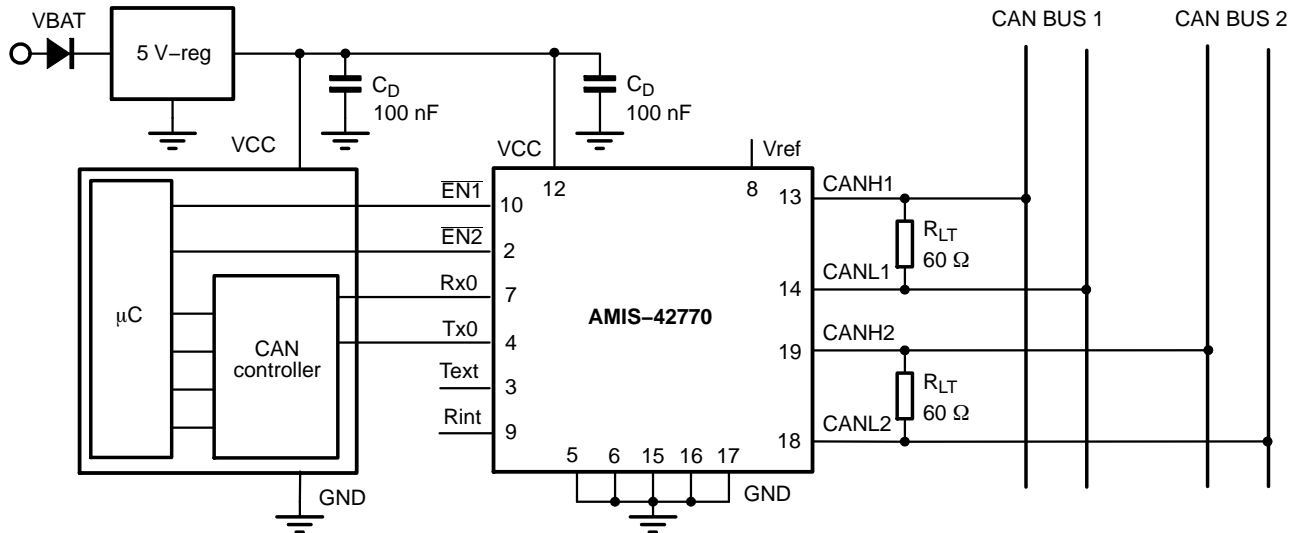 VBAT
5 V−reg
C_D
100 nF
C_D
100 nF
CAN BUS 1
CAN BUS 2
VCC
VCC
12
8
Vref
μC
CAN
controller
GND
E̅N̅1̅
10
E̅N̅2̅
2
Rx0
7
Tx0
4
Text
3
Rint
9
AMIS−42770
13
CANH1
R_LT
60 Ω
14
CANL1
19
CANH2
R_LT
60 Ω
18
CANL2
5
6
15
16
17
GND